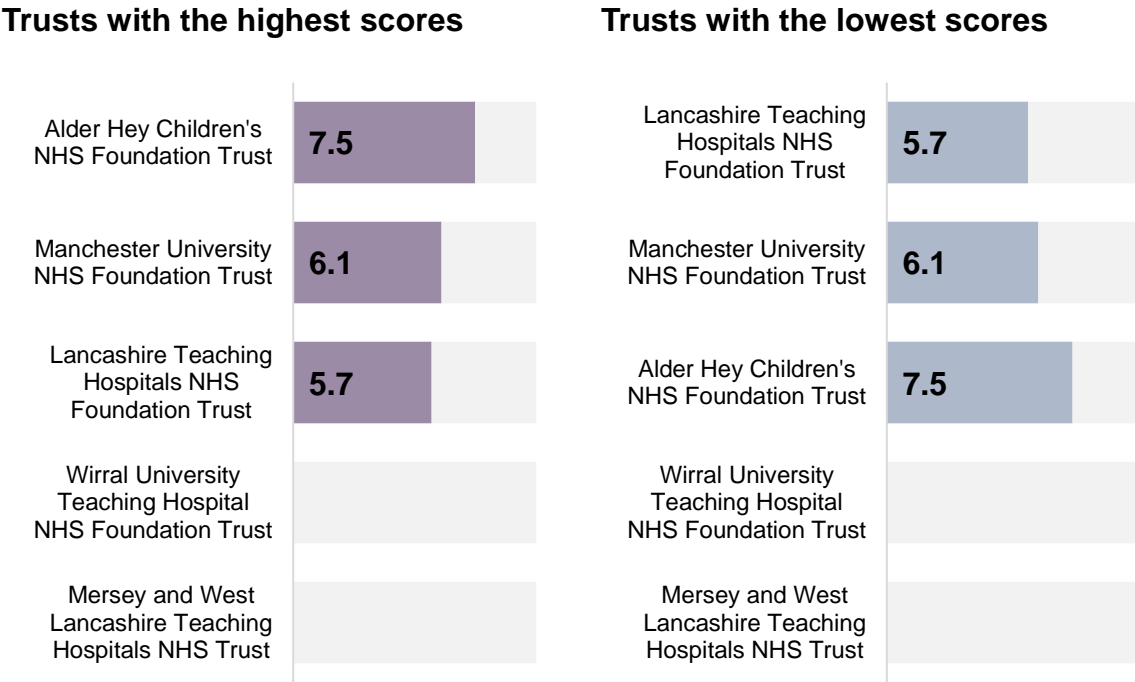 Trusts with the highest scores
Alder Hey Children's
NHS Foundation Trust
7.5
Manchester University
NHS Foundation Trust
6.1
Lancashire Teaching
Hospitals NHS
Foundation Trust
5.7
Wirral University
Teaching Hospital
NHS Foundation Trust
Mersey and West
Lancashire Teaching
Hospitals NHS Trust
Trusts with the lowest scores
Lancashire Teaching
Hospitals NHS
Foundation Trust
5.7
Manchester University
NHS Foundation Trust
6.1
Alder Hey Children's
NHS Foundation Trust
7.5
Wirral University
Teaching Hospital
NHS Foundation Trust
Mersey and West
Lancashire Teaching
Hospitals NHS Trust